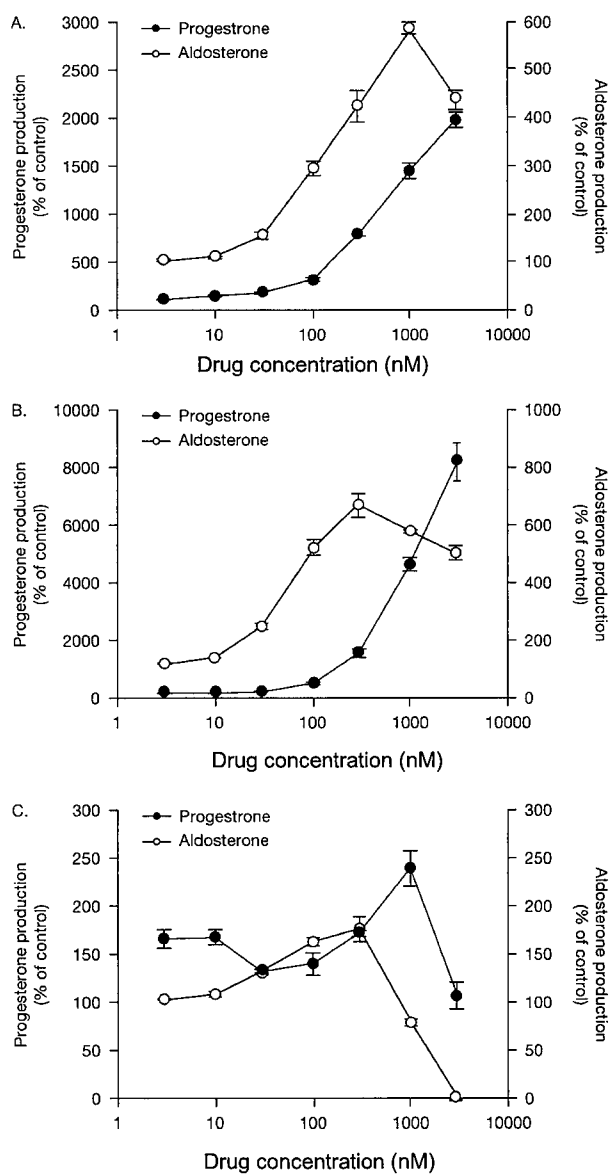 A.
Progestrone
Aldosterone
Progesterone production
(% of control)
3000
2500
2000
1500
1000
500
0
600
500
400
300
200
100
0
Aldosterone production
(% of control)
1
10
100
1000
10000
Drug concentration (nM)
B.
Progestrone
Aldosterone
Progesterone production
(% of control)
10000
8000
6000
4000
2000
0
1000
800
600
400
200
0
Aldosterone production
(% of control)
1
10
100
1000
10000
Drug concentration (nM)
C.
Progestrone
Aldosterone
Progesterone production
(% of control)
300
250
200
150
100
50
0
300
250
200
150
100
50
0
Aldosterone production
(% of control)
1
10
100
1000
10000
Drug concentration (nM)